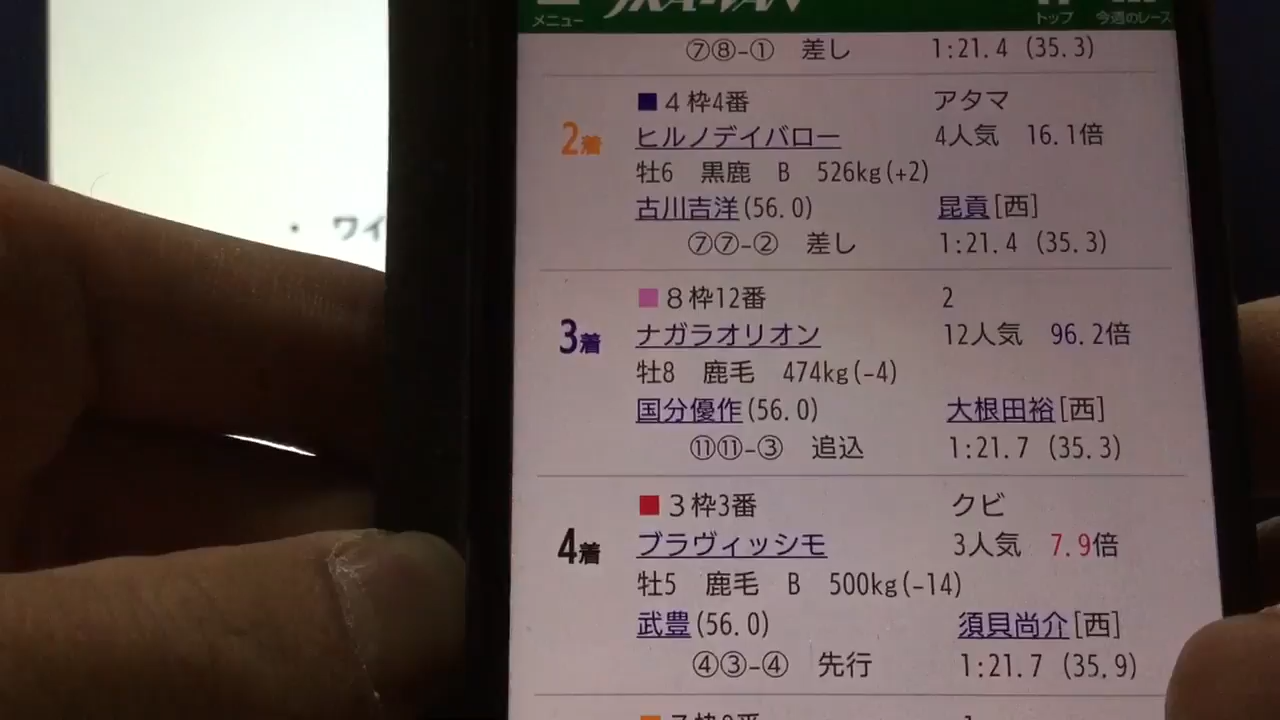 メニュー
JRA-VAN
トップ
今週のレース
⑦⑧-① 差し 1:21.4 (35.3)
4枠4番 アタマ
2着
ヒルノデイバロー 4人気 16.1倍
牡6 黒鹿 B 526kg(+2)
古川吉洋(56.0) 昆貢[西]
⑦⑦-② 差し 1:21.4 (35.3)
8枠12番 2
3着
ナガラオリオン 12人気 96.2倍
牡8 鹿毛 474kg(-4)
国分優作(56.0) 大根田裕[西]
⑪⑪-③ 追込 1:21.7 (35.3)
3枠3番 クビ
4着
ブラヴィッシモ 3人気 7.9倍
牡5 鹿毛 B 500kg(-14)
武豊(56.0) 須貝尚介[西]
④③-④ 先行 1:21.7 (35.9)
・ ワイ